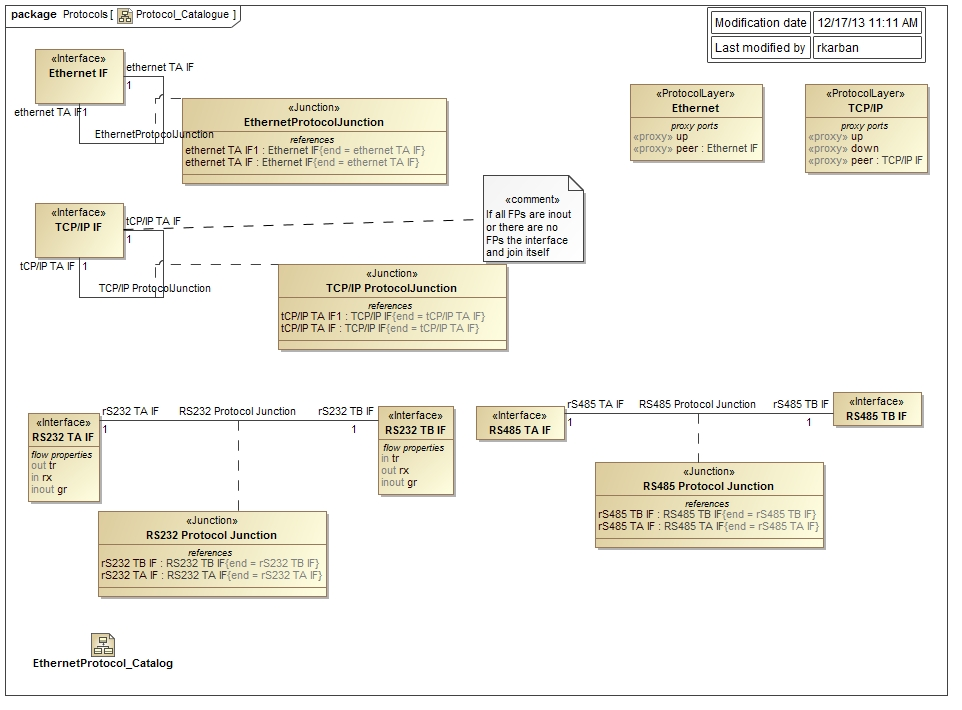 package Protocols [ Protocol_Catalogue ]
Modification date 12/17/13 11:11 AM
Last modified by rkarban
«Interface»
Ethernet IF
ethernet TA IF
1
ethernet TA IF1
EthernetProtocolJunction
«Junction»
EthernetProtocolJunction
references
ethernet TA IF1 : Ethernet IF{end = ethernet TA IF1}
ethernet TA IF : Ethernet IF{end = ethernet TA IF}
«ProtocolLayer»
Ethernet
proxy ports
«proxy» up
«proxy» peer : Ethernet IF
«ProtocolLayer»
TCP/IP
proxy ports
«proxy» up
«proxy» down
«proxy» peer : TCP/IP IF
«Interface»
TCP/IP IF
tCP/IP TA IF
1
tCP/IP TA IF 1
TCP/IP ProtocolJunction
«comment»
If all FPs are inout
or there are no
FPs the interface
and join itself
«Junction»
TCP/IP ProtocolJunction
references
tCP/IP TA IF1 : TCP/IP IF{end = tCP/IP TA IF}
tCP/IP TA IF : TCP/IP IF{end = tCP/IP TA IF}
«Interface»
RS232 TA IF
flow properties
out tr
in rx
inout gr
rS232 TA IF RS232 Protocol Junction rS232 TB IF
1 1
«Interface»
RS232 TB IF
flow properties
in tr
out rx
inout gr
«Junction»
RS232 Protocol Junction
references
rS232 TB IF : RS232 TB IF{end = rS232 TB IF}
rS232 TA IF : RS232 TA IF{end = rS232 TA IF}
«Interface»
RS485 TA IF
rS485 TA IF RS485 Protocol Junction rS485 TB IF
1 1
«Interface»
RS485 TB IF
«Junction»
RS485 Protocol Junction
references
rS485 TB IF : RS485 TB IF{end = rS485 TB IF}
rS485 TA IF : RS485 TA IF{end = rS485 TA IF}
EthernetProtocol_Catalog